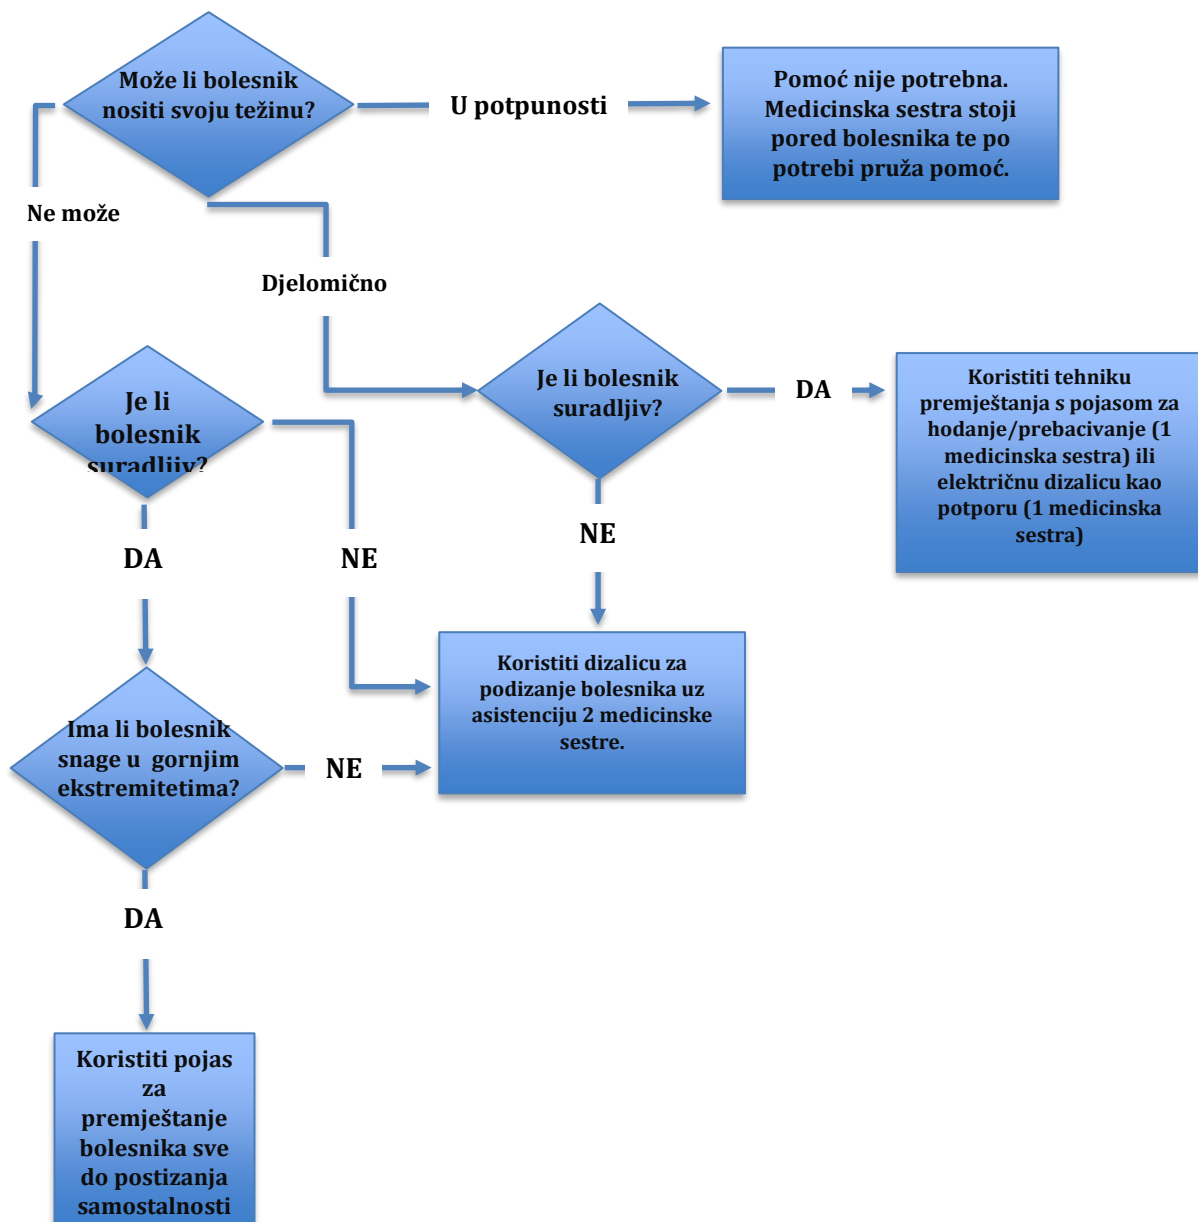 Može li bolesnik
nositi svoju težinu?
U potpunosti
Pomoć nije potrebna.
Medicinska sestra stoji
pored bolesnika te po
potrebi pruža pomoć.
Ne može
Djelomično
Je li bolesnik
suradljiv?
DA
Koristiti tehniku
premještanja s pojasom za
hodanje/prebacivanje (1
medicinska sestra) ili
električnu dizalicu kao
potporu (1 medicinska
sestra)
Je li
bolesnik
suradljiv?
DA
NE
NE
Koristiti dizalicu za
podizanje bolesnika uz
asistenciju 2 medicinske
sestre.
Ima li bolesnik
snage u  gornjim
ekstremitetima?
NE
DA
Koristiti pojas
za
premještanje
bolesnika sve
do postizanja
samostalnosti